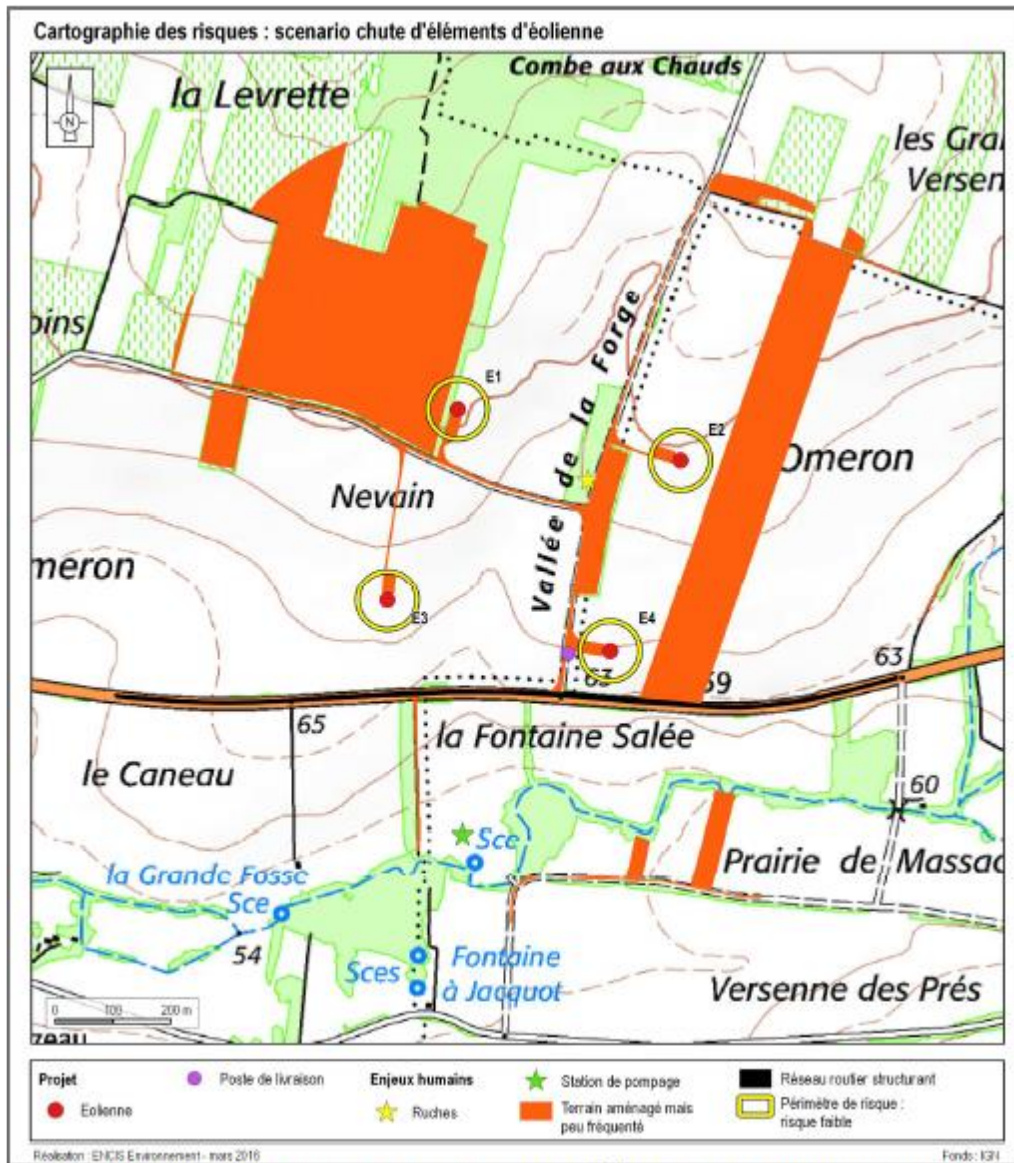 Cartographie des risques : scenario chute d'éléments d'éolienne
Combe aux Chauds
la Levrette
N
les Gra
Versen
oins
Vallée de la Forge
E1
E2
Omeron
Nevain
meron
E3
E4
63
63
59
65
la Fontaine Salée
le Caneau
60
Sce
Prairie de Massac
la Grande Fosse
Sce
54
Sces
Fontaine
à Jacquot
Versenne des Prés
0 100 200 m
zeau
Projet
Poste de livraison
Enjeux humains
Station de pompage
Réseau routier structurant
Eolienne
Ruches
Terrain aménagé mais
peu fréquenté
Périmètre de risque :
risque faible
Réalisation : ENCIS Environnement - mars 2016
Fonds : IGN